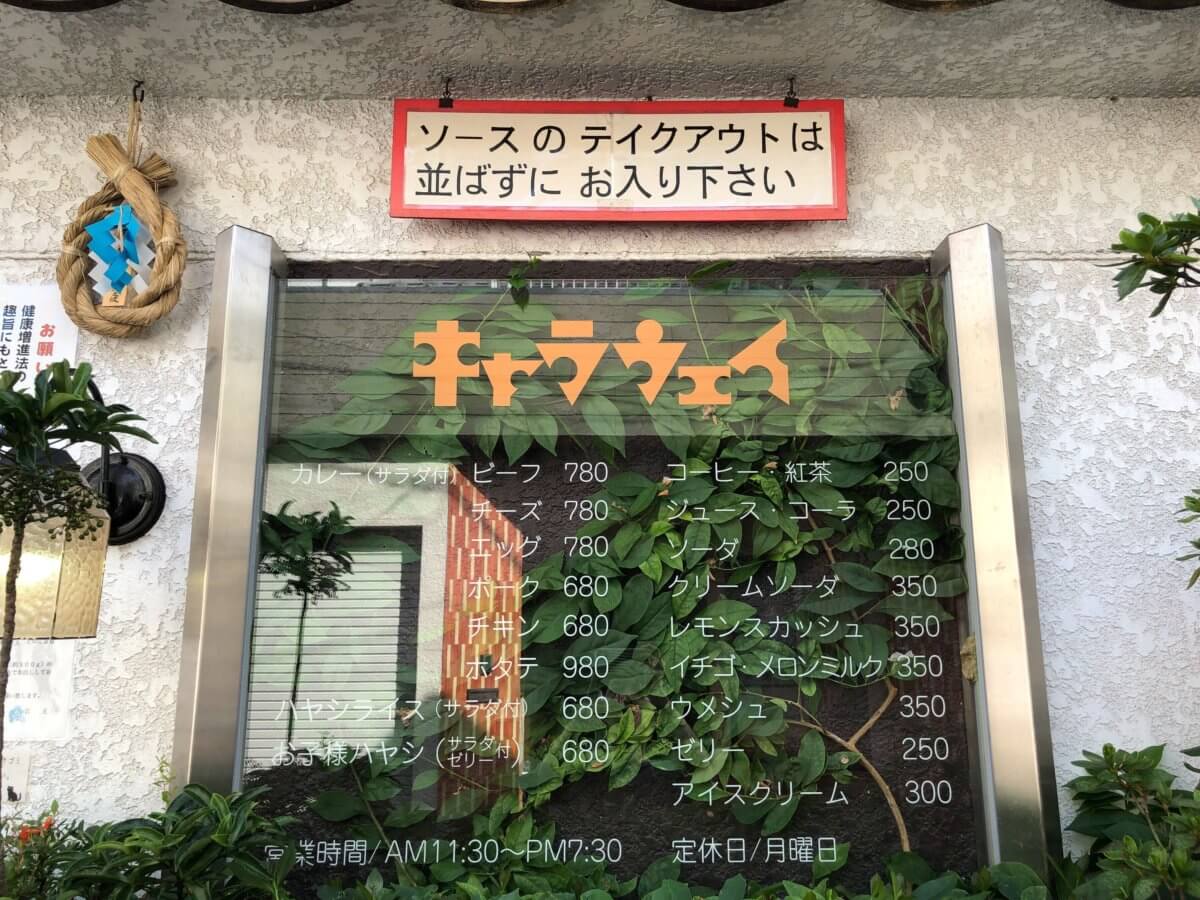 ソースの テイクアウトは
並ばずに お入り下さい
キャラウェイ
カレー(サラダ付) ビーフ 780
チーズ 780
エッグ 780
ポーク 680
チキン 680
ホタテ 980
ハヤシライス(サラダ付) 680
お子様ハヤシ(サラダ ゼリー 付) 680
コーヒー・紅茶 250
ジュース・コーラ 250
ソーダ 280
クリームソーダ 350
レモンスカッシュ 350
イチゴ・メロンミルク 350
ウメシュ 350
ゼリー 250
アイスクリーム 300
営業時間/AM11:30〜PM7:30 定休日/月曜日
お願い
健康増進法の
趣旨にもと